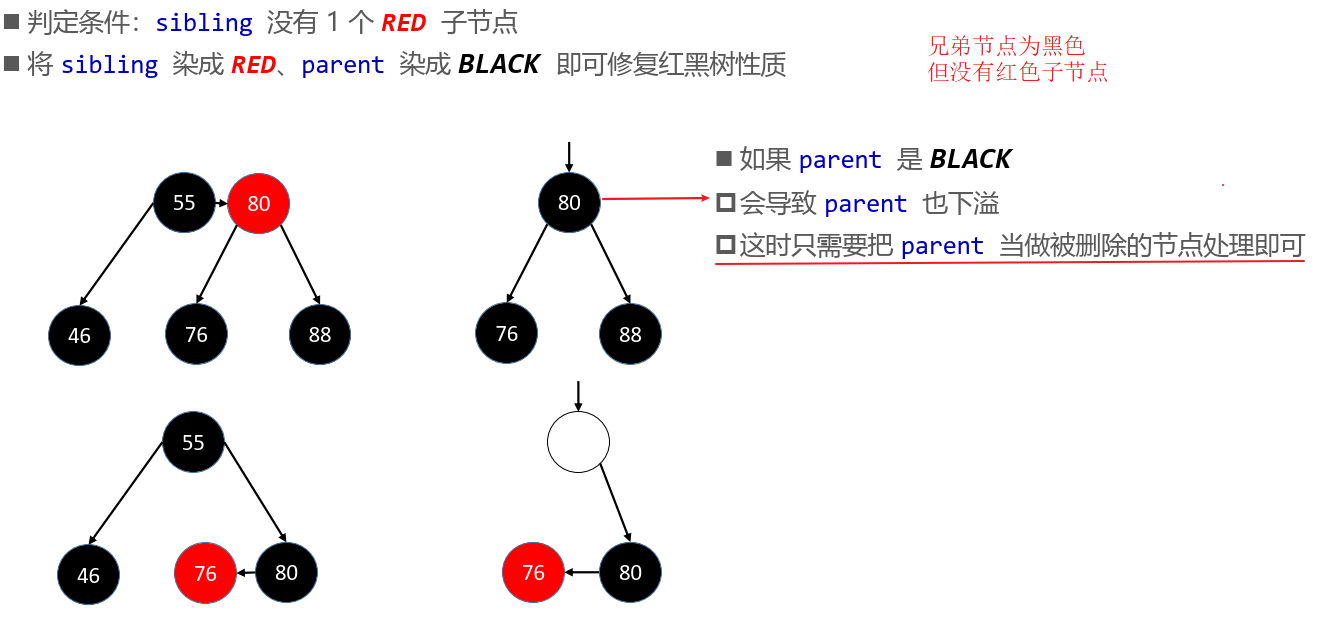 判定条件：sibling 没有 1 个 RED 子节点
将 sibling 染成 RED、parent 染成 BLACK 即可修复红黑树性质
兄弟节点为黑色
但没有红色子节点
如果 parent 是 BLACK
会导致 parent 也下溢
这时只需要把 parent 当做被删除的节点处理即可
55 80
46 76 88
80
76 88
55
46 76 80
76 80